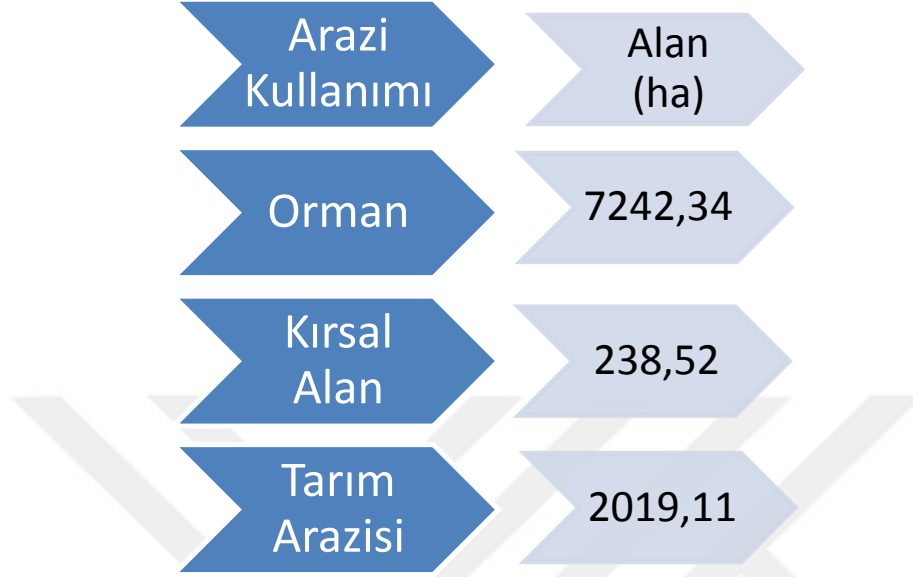 Arazi
Kullanımı
Alan
(ha)
Orman
7242,34
Kırsal
Alan
238,52
Tarım
Arazisi
2019,11